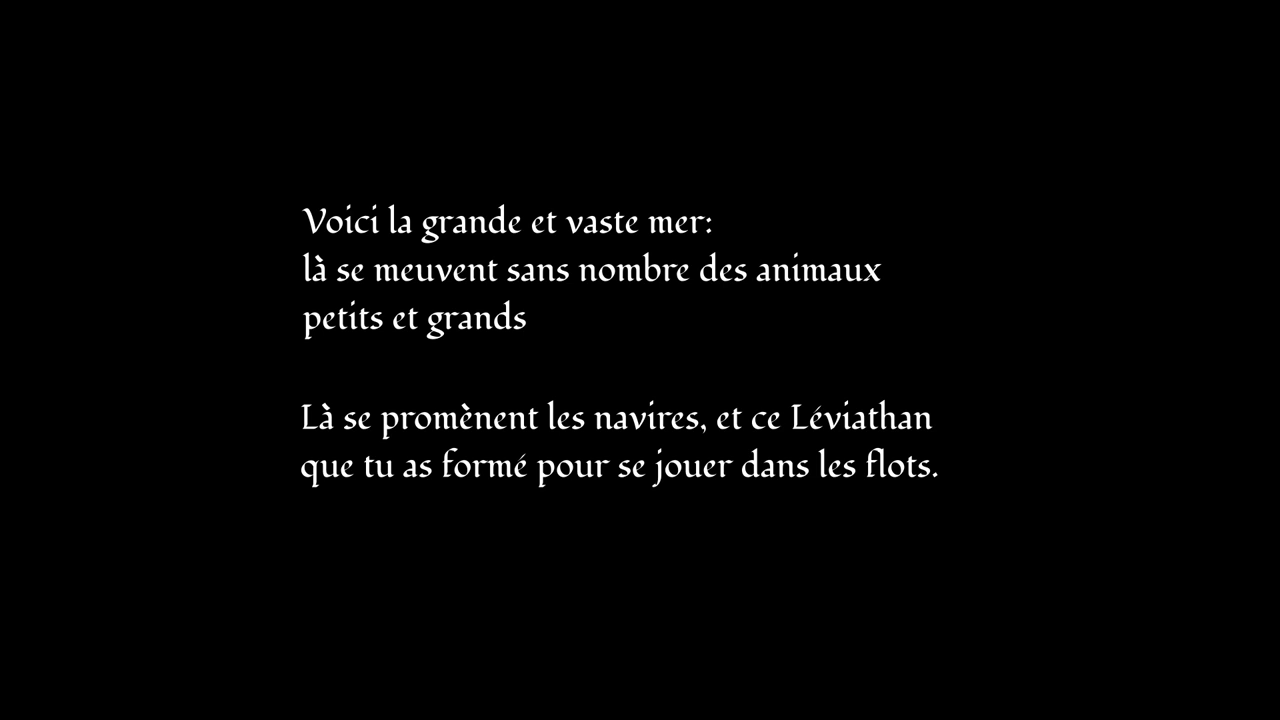 Voici la grande et vaste mer:
là se meuvent sans nombre des animaux
petits et grands
Là se promènent les navires, et ce Léviathan
que tu as formé pour se jouer dans les flots.